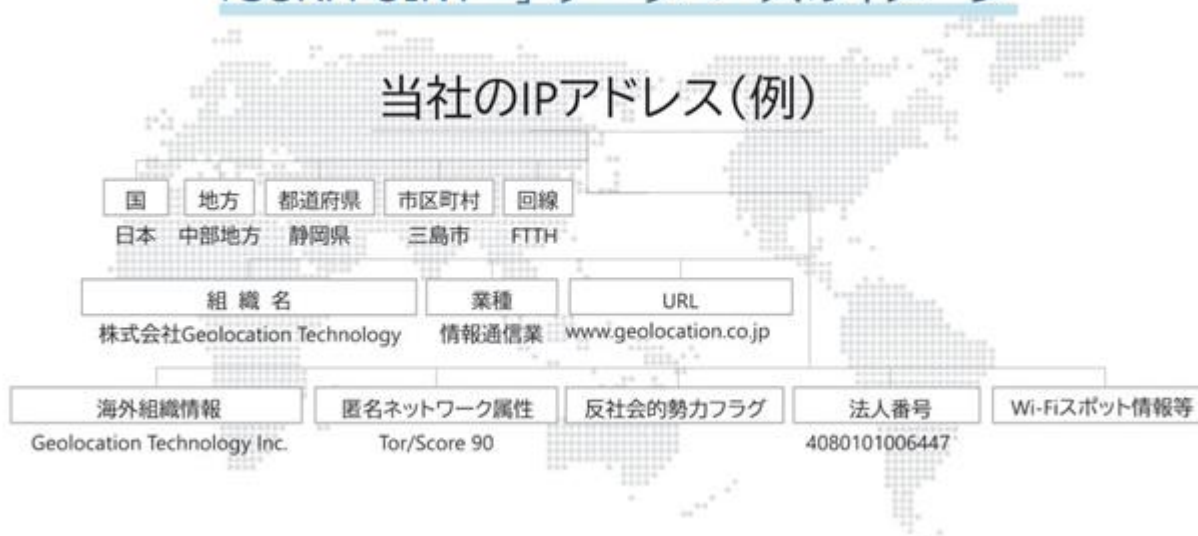 当社のIPアドレス（例）
国 地方 都道府県 市区町村 回線
日本 中部地方 静岡県 三島市 FTTH
組 織 名 業種 URL
株式会社Geolocation Technology 情報通信業 www.geolocation.co.jp
海外組織情報 匿名ネットワーク属性 反社会的勢力フラグ 法人番号 Wi-Fiスポット情報等
Geolocation Technology Inc. Tor/Score 90 4080101006447